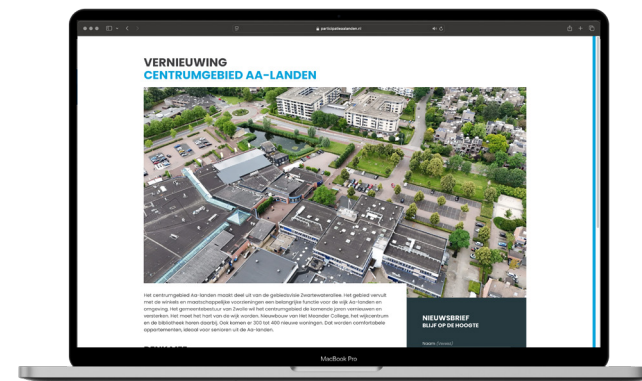 participatieaalanden.nl
VERNIEUWING
CENTRUMGEBIED AA-LANDEN
Het centrumgebied Aa-landen maakt deel uit van de gebiedsvisie Zwartewaterallee. Het gebied vervult
met de winkels en maatschappelijke voorzieningen een belangrijke functie voor de wijk Aa-landen en
omgeving. Het gemeentebestuur van Zwolle wil het centrumgebied de komende jaren vernieuwen en
versterken. Het moet het hart van de wijk worden. Nieuwbouw van Het Meander College, het wijkcentrum
en de bibliotheek horen daarbij. Ook komen er 300 tot 400 nieuwe woningen. Dat worden comfortabele
appartementen, ideaal voor senioren uit de Aa-landen.
NIEUWSBRIEF
BLIJF OP DE HOOGTE
Naam (Vereist)
MacBook Pro